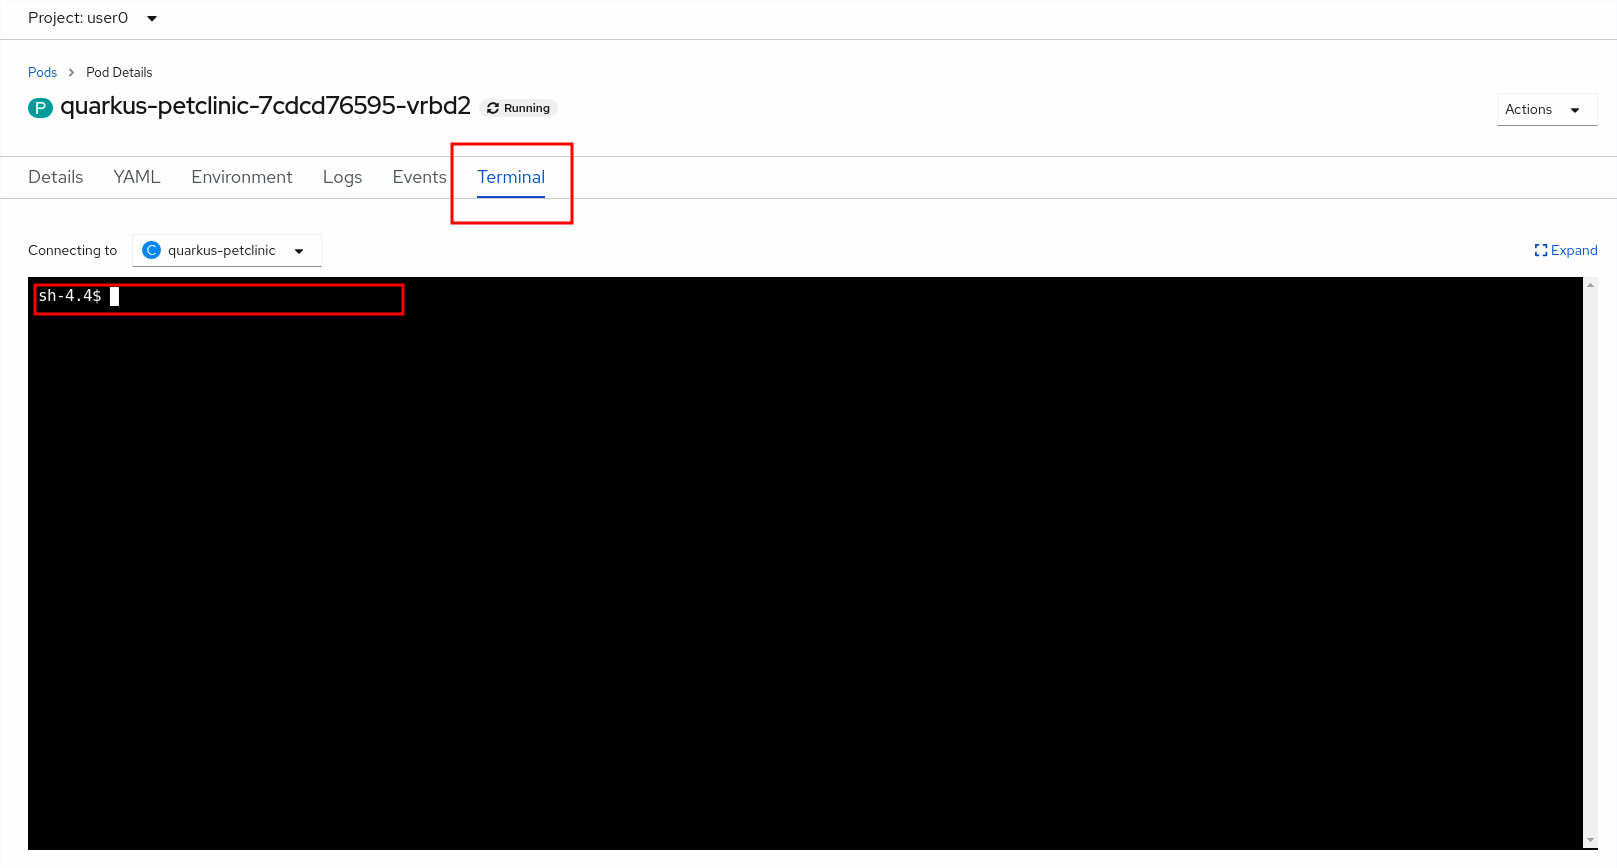 Project: user0
Pods > Pod Details
P quarkus-petclinic-7cdcd76595-vrbd2 Running
Actions
Details YAML Environment Logs Events Terminal
Connecting to C quarkus-petclinic
Expand
sh-4.4$